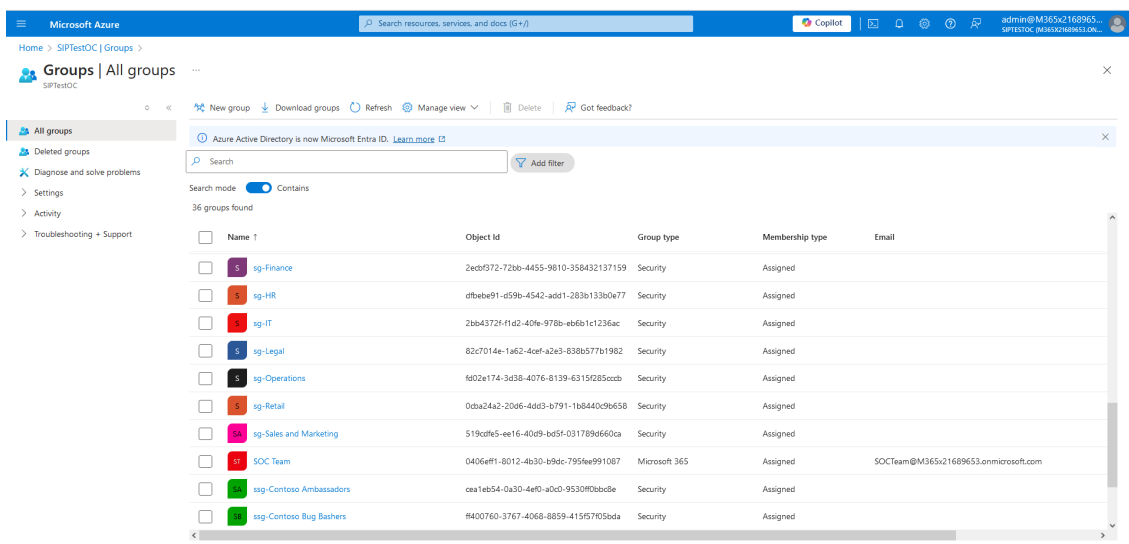 Microsoft Azure
Search resources, services, and docs (G+/)
Copilot
admin@M365x2168965...
SIPTESTOC (M365X21689653.ON...
Home > SIPTestOC | Groups >
Groups | All groups ...
SIPTestOC
New group Download groups Refresh Manage view Delete Got feedback?
All groups
Deleted groups
Diagnose and solve problems
Settings
Activity
Troubleshooting + Support
Azure Active Directory is now Microsoft Entra ID. Learn more
Search
Add filter
Search mode Contains
36 groups found
Name ↑ Object Id Group type Membership type Email
S sg-Finance 2ecbf372-72bb-4455-9810-358432137159 Security Assigned
S sg-HR dfbebe91-d59b-4542-add1-283b133b0e77 Security Assigned
S sg-IT 2bb4372f-f1d2-40fe-978b-eb6b1c1236ac Security Assigned
S sg-Legal 82c7014e-1a62-4cef-a2e3-838b577b1982 Security Assigned
S sg-Operations fd02e174-3d38-4076-8139-6315f285cccb Security Assigned
S sg-Retail 0cba24a2-20d6-4dd3-b791-1b8440c9b658 Security Assigned
SA sg-Sales and Marketing 519cdfe5-ee16-40d9-bd5f-031789d660ca Security Assigned
ST SOC Team 0406eff1-8012-4b30-b9dc-795fee991087 Microsoft 365 Assigned SOCTeam@M365x21689653.onmicrosoft.com
SA ssg-Contoso Ambassadors cea1eb54-0a30-4ef0-a0c0-9530ff0bbc8e Security Assigned
SB ssg-Contoso Bug Bashers ff400760-3767-4068-8859-415f57f05bda Security Assigned